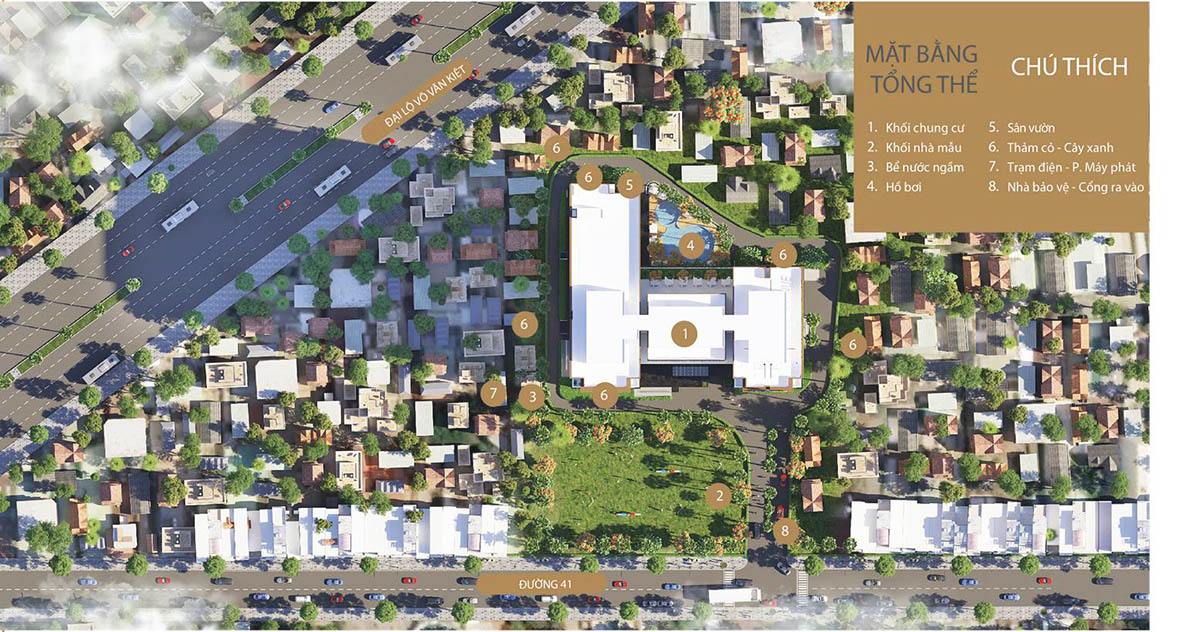 MẶT BẰNG
TỔNG THỂ
CHÚ THÍCH
1. Khối chung cư
2. Khối nhà mẫu
3. Bể nước ngầm
4. Hồ bơi
5. Sân vườn
6. Thảm cỏ - Cây xanh
7. Trạm điện - P. Máy phát
8. Nhà bảo vệ - Cổng ra vào
ĐẠI LỘ VÕ VĂN KIỆT
6
6
5
4
6
6
1
6
7
3
6
2
8
ĐƯỜNG 41